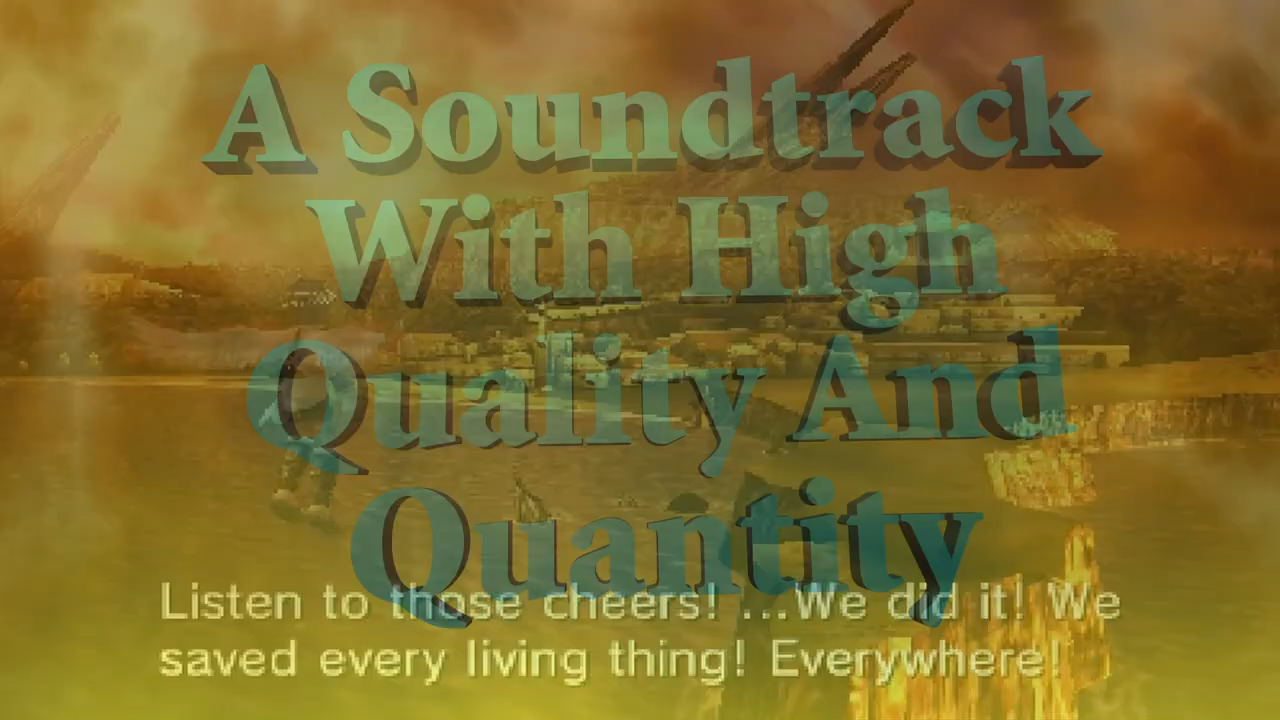 A Soundtrack
With High
Quality And
Quantity
Listen to those cheers! ...We did it! We
saved every living thing! Everywhere!